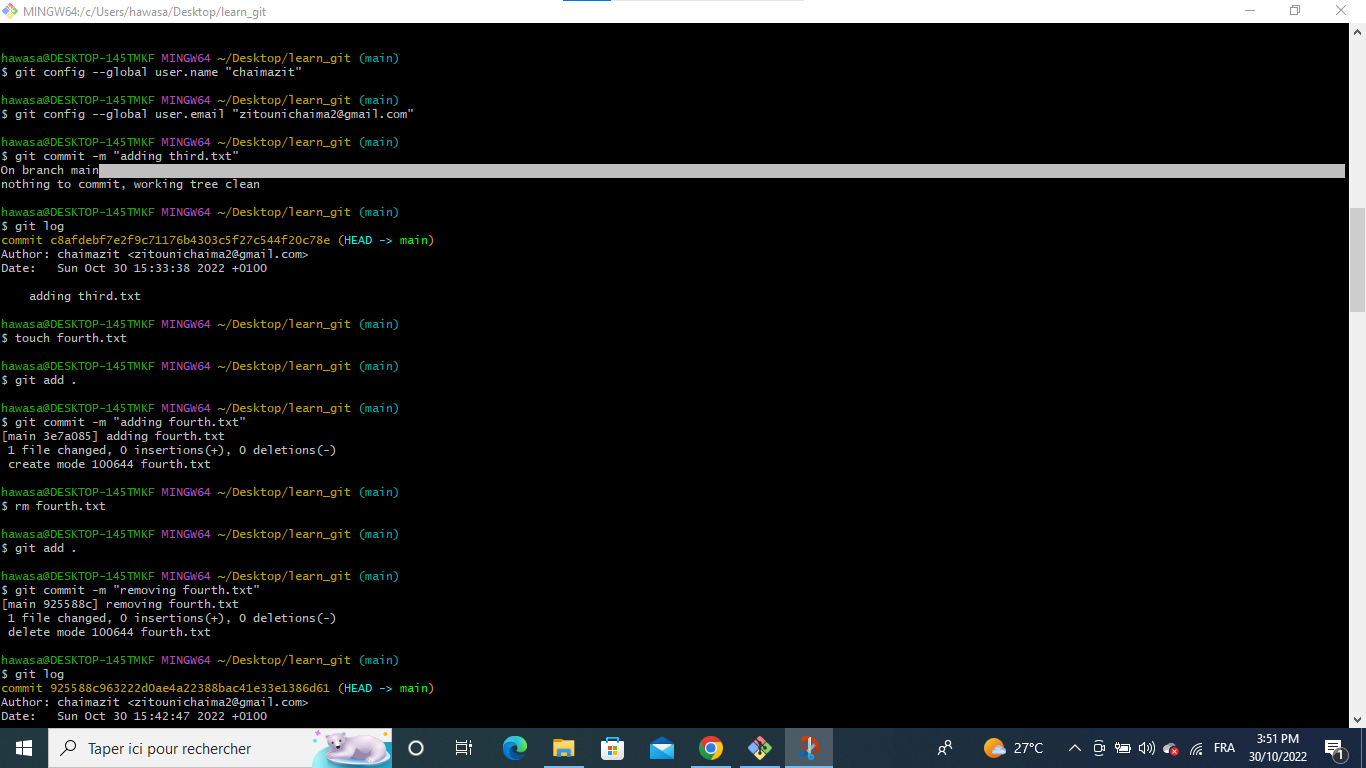 MINGW64:/c/Users/hawasa/Desktop/learn_git
hawasa@DESKTOP-145TMKF MINGW64 ~/Desktop/learn_git (main)
$ git config --global user.name "chaimazit"
hawasa@DESKTOP-145TMKF MINGW64 ~/Desktop/learn_git (main)
$ git config --global user.email "zitounichaima2@gmail.com"
hawasa@DESKTOP-145TMKF MINGW64 ~/Desktop/learn_git (main)
$ git commit -m "adding third.txt"
On branch main
nothing to commit, working tree clean
hawasa@DESKTOP-145TMKF MINGW64 ~/Desktop/learn_git (main)
$ git log
commit c8afdebf7e2f9c71176b4303c5f27c544f20c78e (HEAD -> main)
Author: chaimazit <zitounichaima2@gmail.com>
Date:   Sun Oct 30 15:33:38 2022 +0100
    adding third.txt
hawasa@DESKTOP-145TMKF MINGW64 ~/Desktop/learn_git (main)
$ touch fourth.txt
hawasa@DESKTOP-145TMKF MINGW64 ~/Desktop/learn_git (main)
$ git add .
hawasa@DESKTOP-145TMKF MINGW64 ~/Desktop/learn_git (main)
$ git commit -m "adding fourth.txt"
[main 3e7a085] adding fourth.txt
 1 file changed, 0 insertions(+), 0 deletions(-)
 create mode 100644 fourth.txt
hawasa@DESKTOP-145TMKF MINGW64 ~/Desktop/learn_git (main)
$ rm fourth.txt
hawasa@DESKTOP-145TMKF MINGW64 ~/Desktop/learn_git (main)
$ git add .
hawasa@DESKTOP-145TMKF MINGW64 ~/Desktop/learn_git (main)
$ git commit -m "removing fourth.txt"
[main 925588c] removing fourth.txt
 1 file changed, 0 insertions(+), 0 deletions(-)
 delete mode 100644 fourth.txt
hawasa@DESKTOP-145TMKF MINGW64 ~/Desktop/learn_git (main)
$ git log
commit 925588c963222d0ae4a22388bac41e33e1386d61 (HEAD -> main)
Author: chaimazit <zitounichaima2@gmail.com>
Date:   Sun Oct 30 15:42:47 2022 +0100
Taper ici pour rechercher
27°C
FRA
3:51 PM
30/10/2022
1